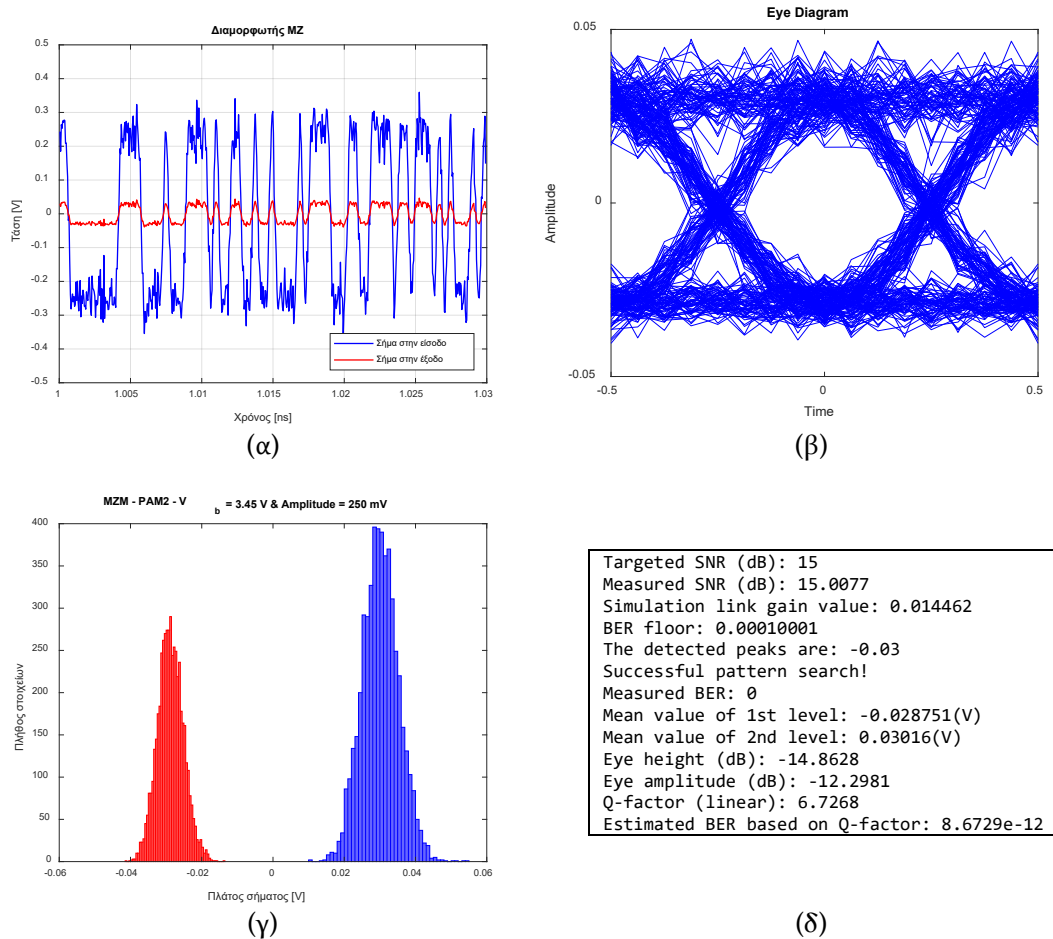 Διαμορφωτής MZ
Τάση [V]
0.5
0.4
0.3
0.2
0.1
0
-0.1
-0.2
-0.3
-0.4
-0.5
1
1.005
1.01
1.015
1.02
1.025
1.03
Χρόνος [ns]
Σήμα στην είσοδο
Σήμα στην έξοδο
(α)
Eye Diagram
Amplitude
0.05
0
-0.05
-0.5
0
0.5
Time
(β)
MZM - PAM2 - V b = 3.45 V & Amplitude = 250 mV
Πλήθος στοιχείων
400
350
300
250
200
150
100
50
0
-0.06
-0.04
-0.02
0
0.02
0.04
0.06
Πλάτος σήματος [V]
(γ)
Targeted SNR (dB): 15
Measured SNR (dB): 15.0077
Simulation link gain value: 0.014462
BER floor: 0.00010001
The detected peaks are: -0.03
Successful pattern search!
Measured BER: 0
Mean value of 1st level: -0.028751(V)
Mean value of 2nd level: 0.03016(V)
Eye height (dB): -14.8628
Eye amplitude (dB): -12.2981
Q-factor (linear): 6.7268
Estimated BER based on Q-factor: 8.6729e-12
(δ)